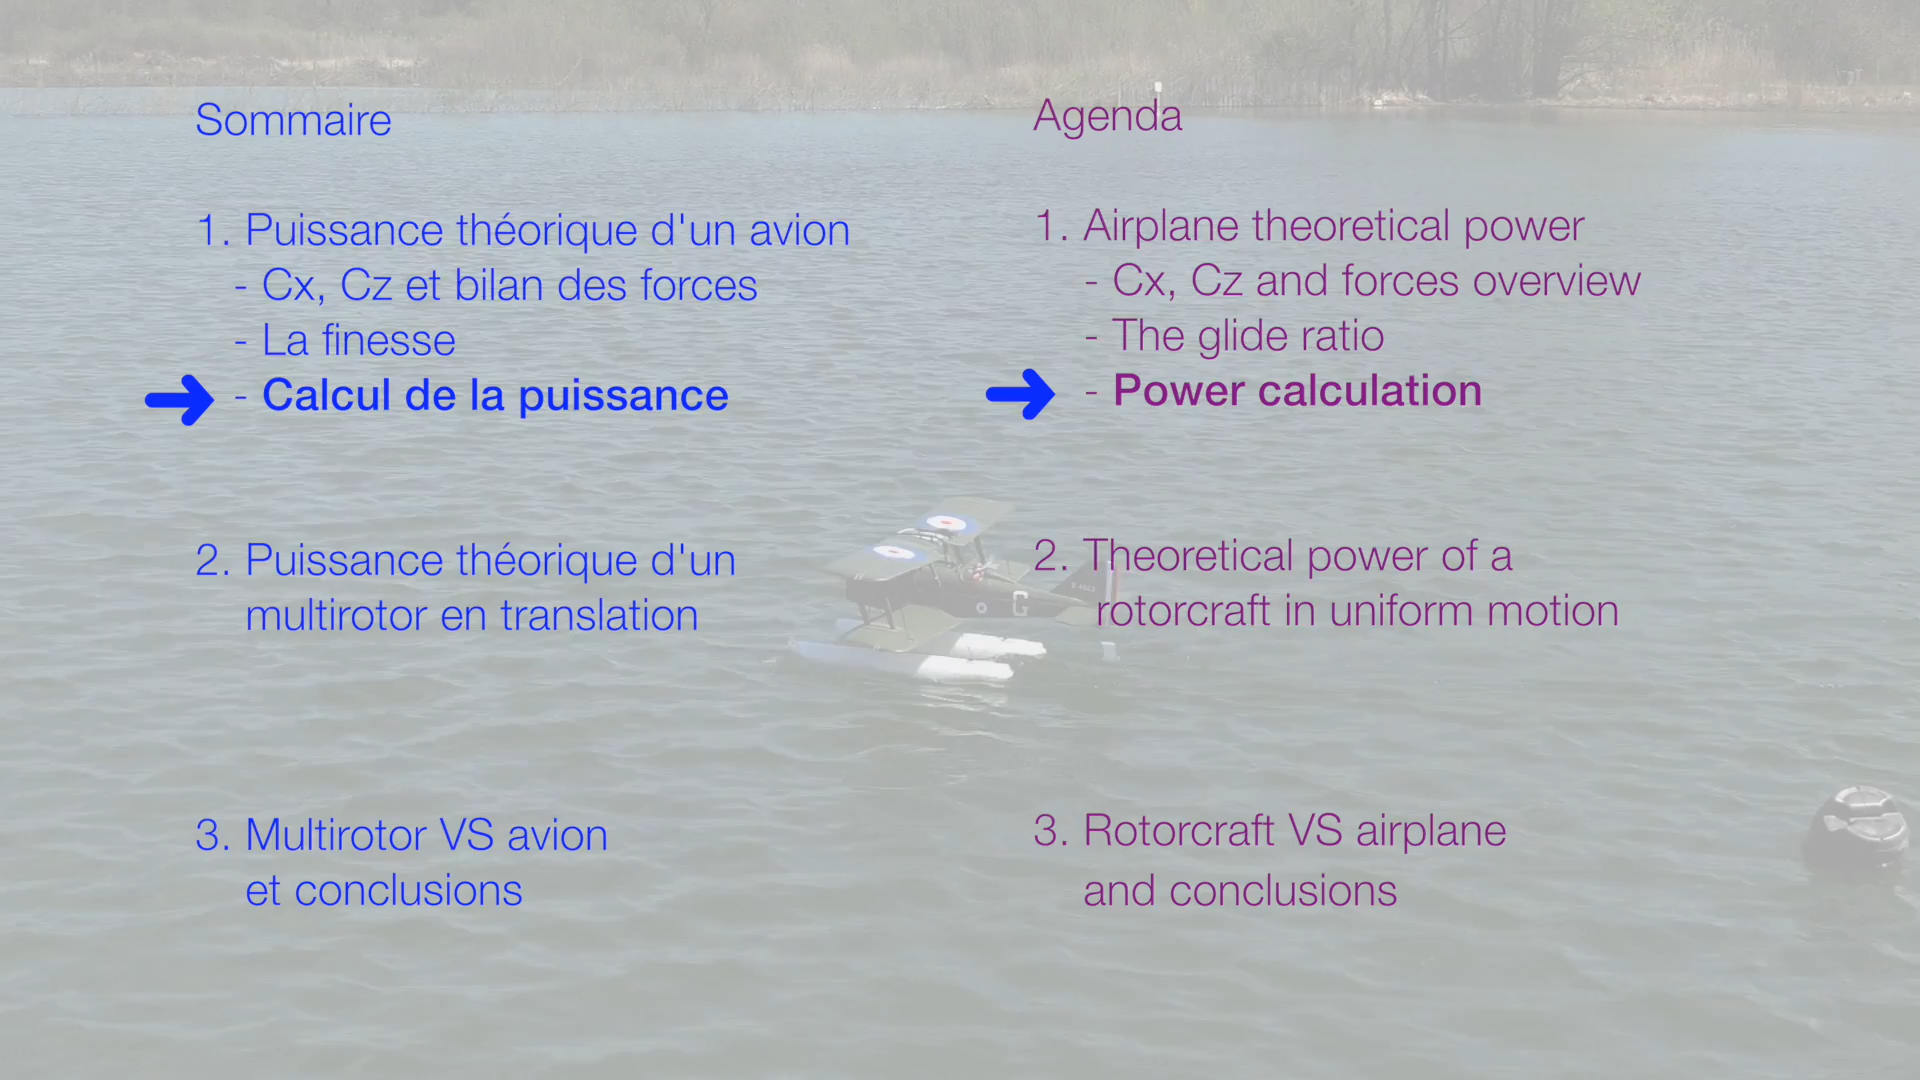 Sommaire
1. Puissance théorique d'un avion
- Cx, Cz et bilan des forces
- La finesse
- Calcul de la puissance
2. Puissance théorique d'un
multirotor en translation
3. Multirotor VS avion
et conclusions
Agenda
1. Airplane theoretical power
- Cx, Cz and forces overview
- The glide ratio
- Power calculation
2. Theoretical power of a
rotorcraft in uniform motion
3. Rotorcraft VS airplane
and conclusions
G